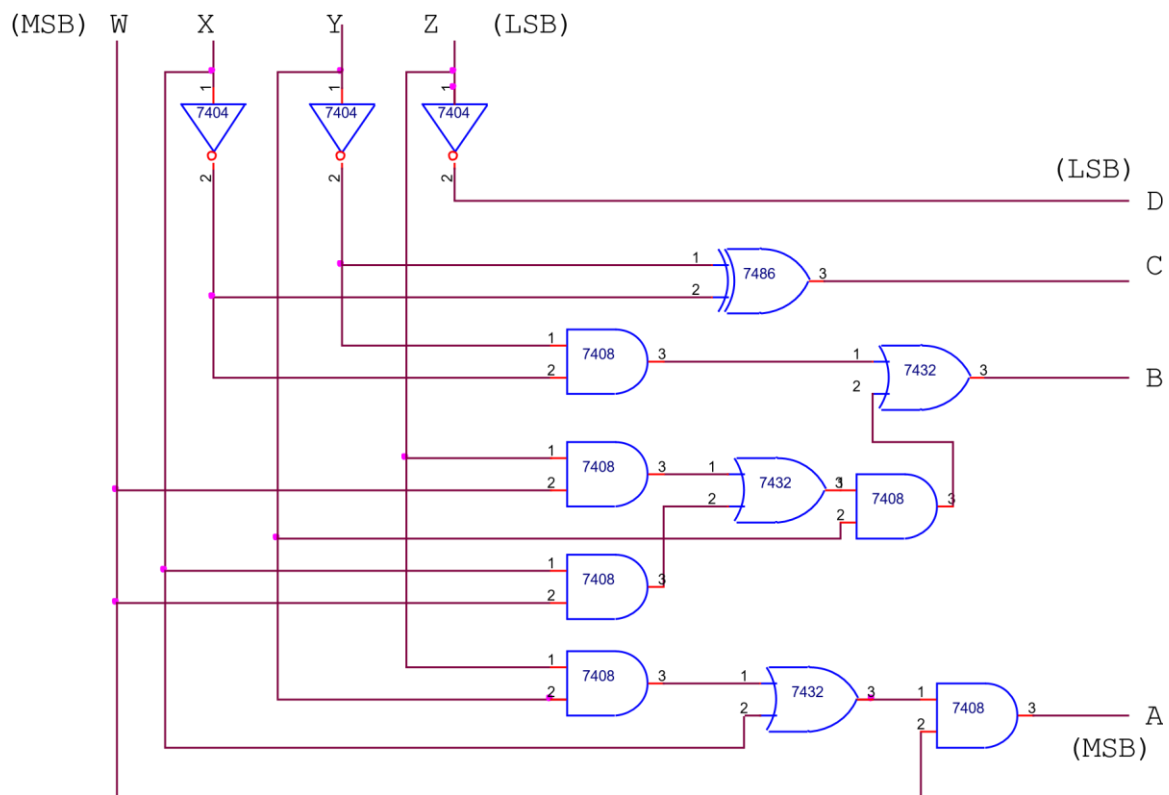 (MSB) W X Y Z (LSB)
1 1 1
7404 7404 7404
2 2 2
(LSB)
D
1 7486 3 C
2
1 7408 3 1 7432 3 B
2 2
1 7408 3 1 7432 3 1 7408 3
2 2 2
1 7408 3
2
1 7408 3 1 7432 3 1 7408 3 A
2 2 2
(MSB)